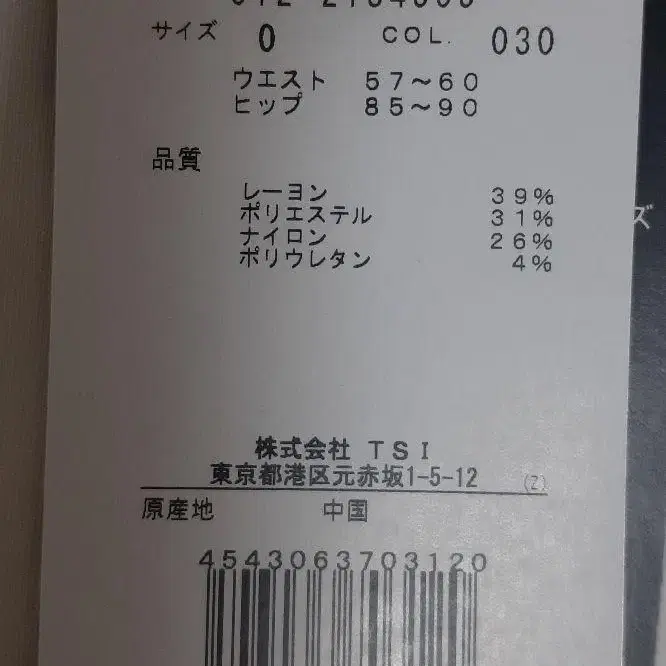 サイズ 0 COL. 030
ウエスト 57〜60
ヒップ 85〜90
品質
レーヨン 39%
ポリエステル 31%
ナイロン 26%
ポリウレタン 4%
ズ
株式会社 TSI
東京都港区元赤坂1-5-12 (Z)
原産地 中国
4543063703120